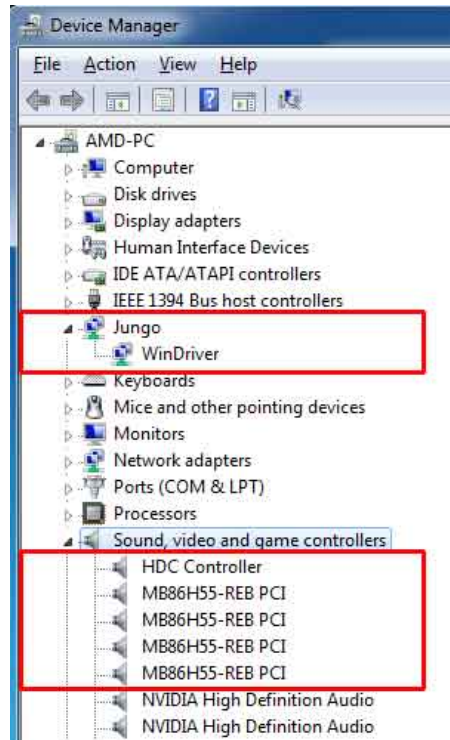 Device Manager
File Action View Help
AMD-PC
Computer
Disk drives
Display adapters
Human Interface Devices
IDE ATA/ATAPI controllers
IEEE 1394 Bus host controllers
Jungo
WinDriver
Keyboards
Mice and other pointing devices
Monitors
Network adapters
Ports (COM & LPT)
Processors
Sound, video and game controllers
HDC Controller
MB86H55-REB PCI
MB86H55-REB PCI
MB86H55-REB PCI
MB86H55-REB PCI
NVIDIA High Definition Audio
NVIDIA High Definition Audio